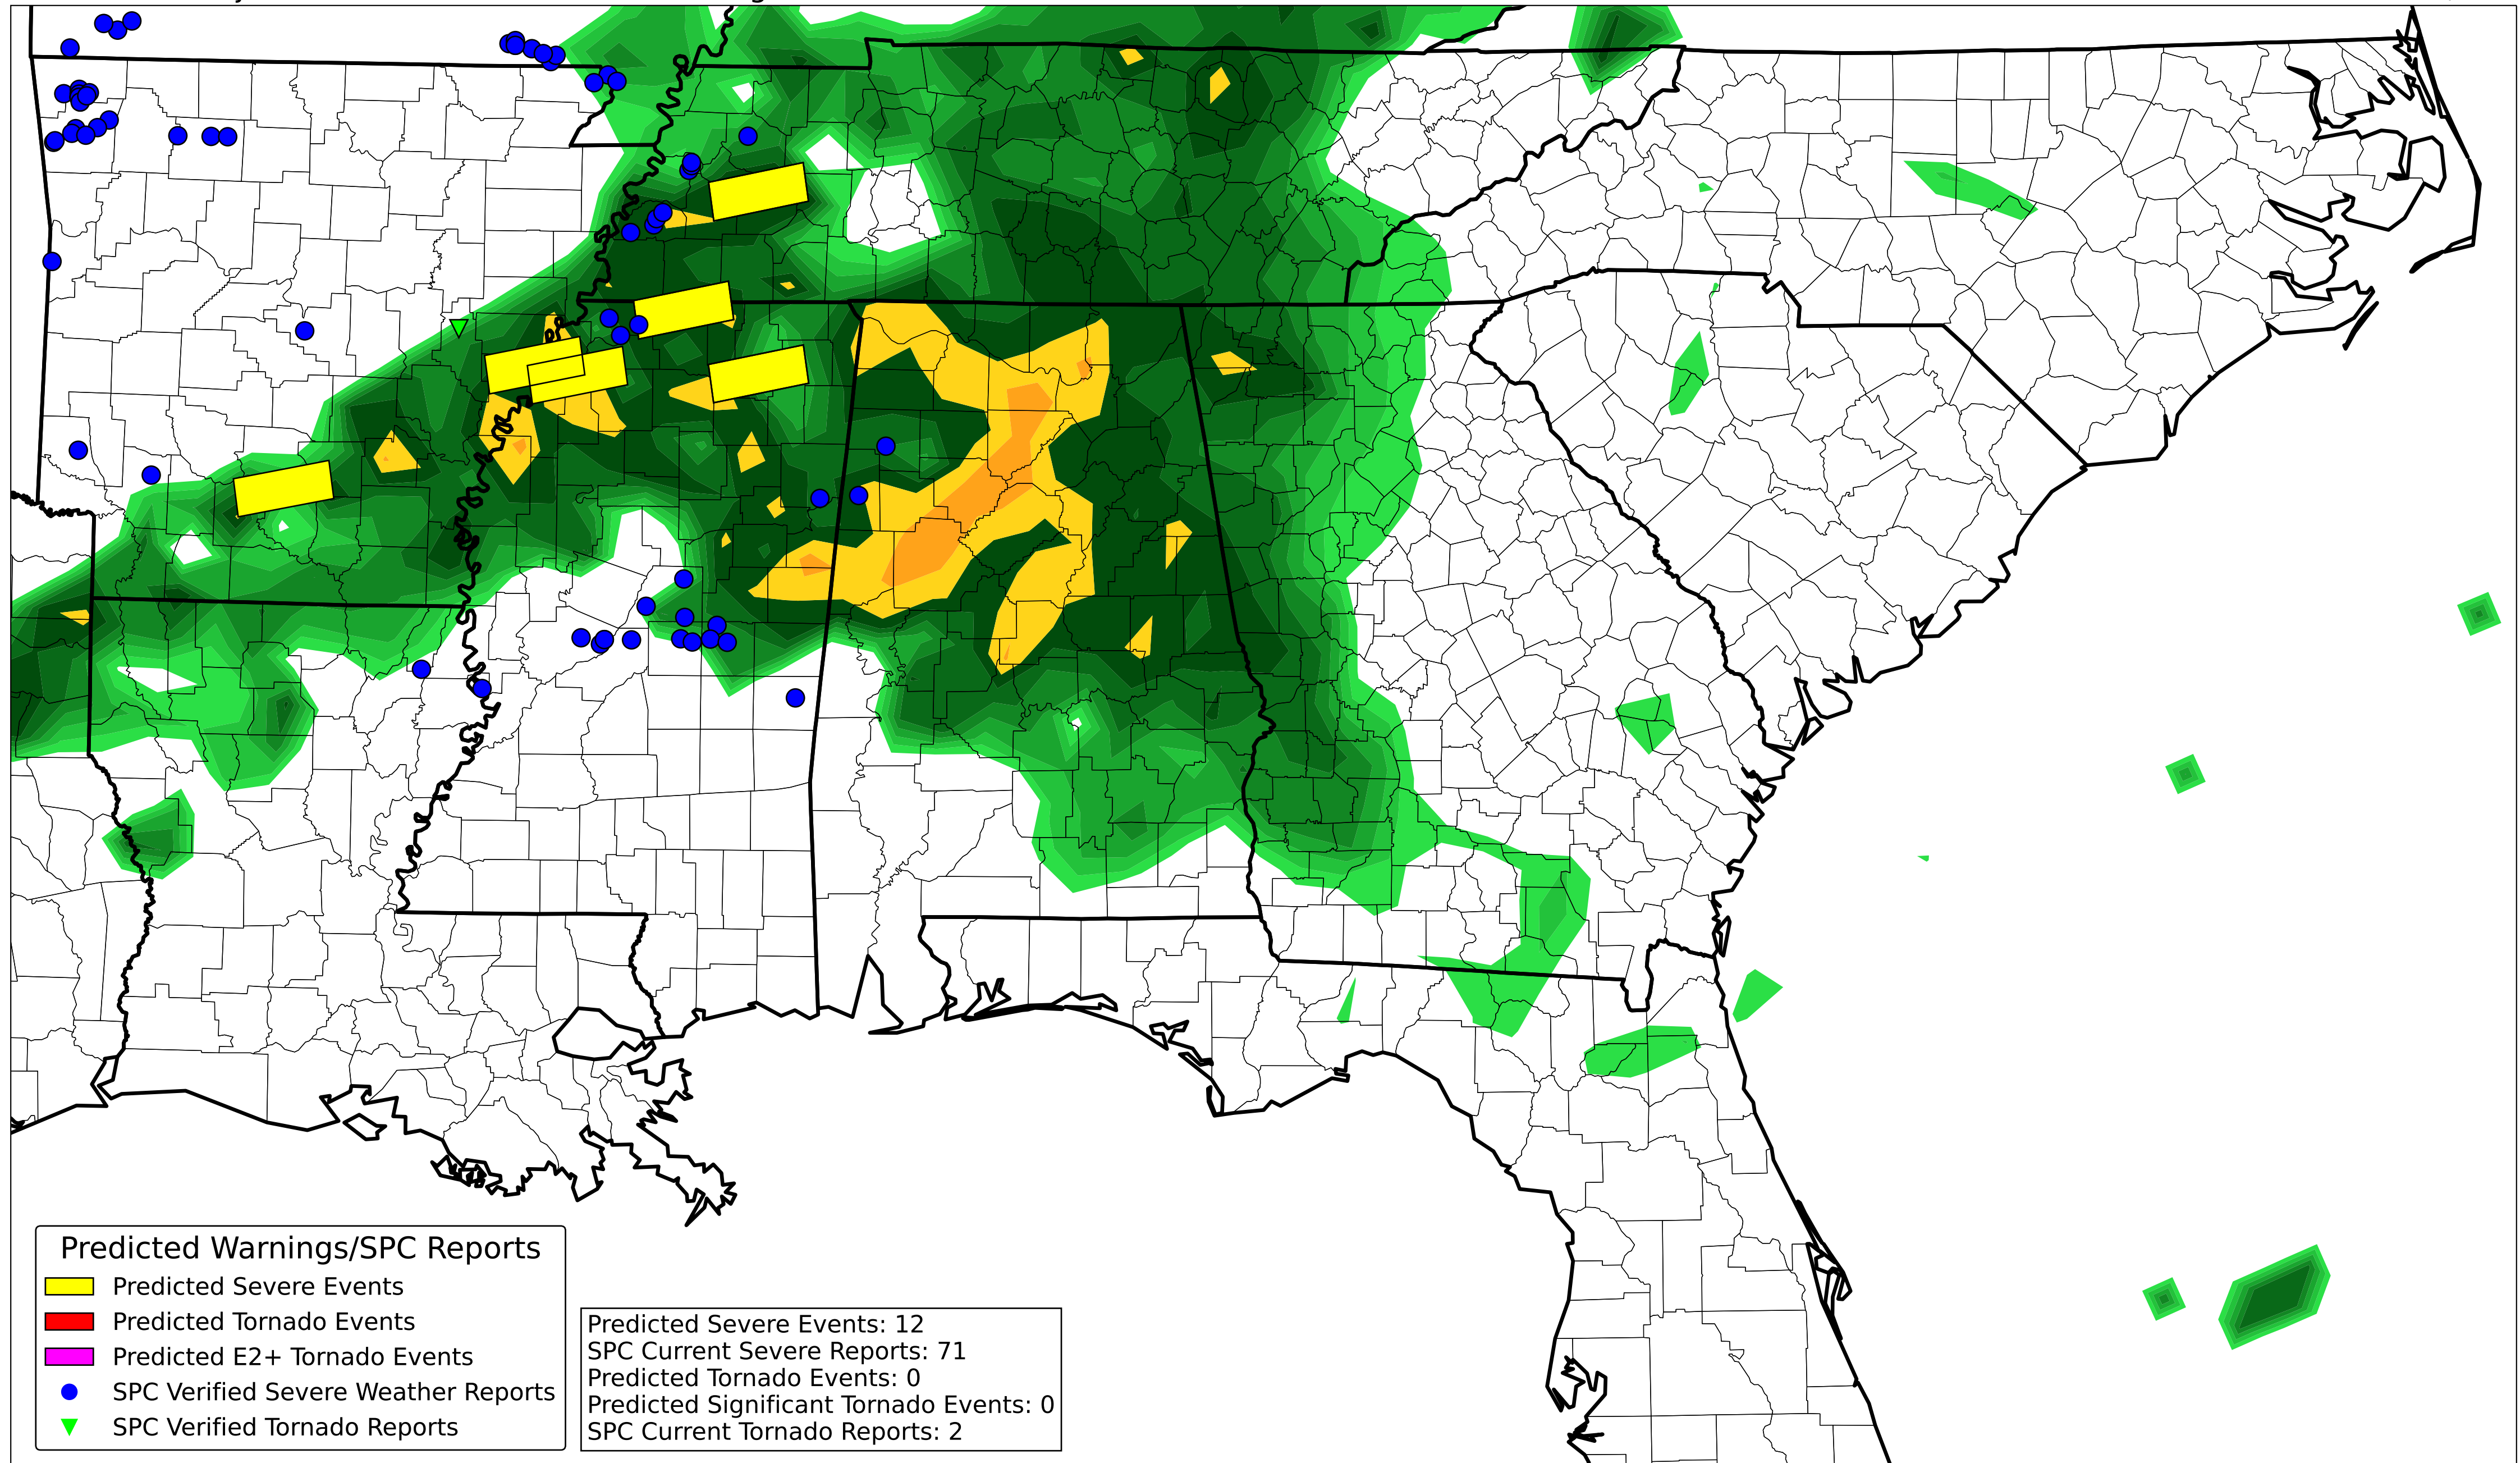 Predicted Warnings/SPC Reports
Predicted Severe Events
Predicted Tornado Events
Predicted E2+ Tornado Events
SPC Verified Severe Weather Reports
SPC Verified Tornado Reports
Predicted Severe Events: 12
SPC Current Severe Reports: 71
Predicted Tornado Events: 0
Predicted Significant Tornado Events: 0
SPC Current Tornado Reports: 2